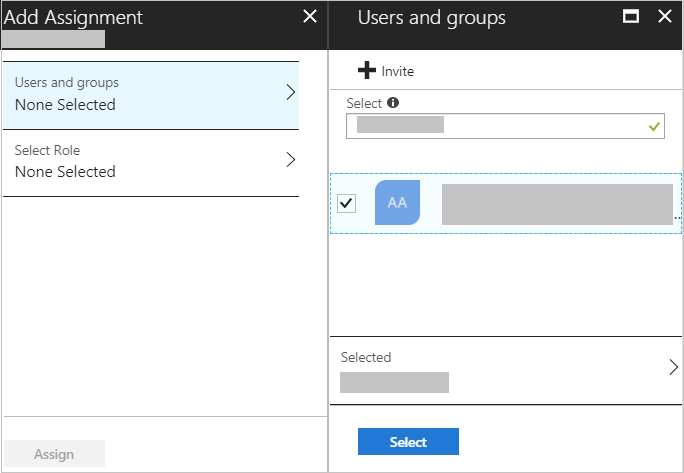 Add Assignment
Users and groups
None Selected
Select Role
None Selected
Assign
Users and groups
Invite
Select
AA
..
Selected
Select